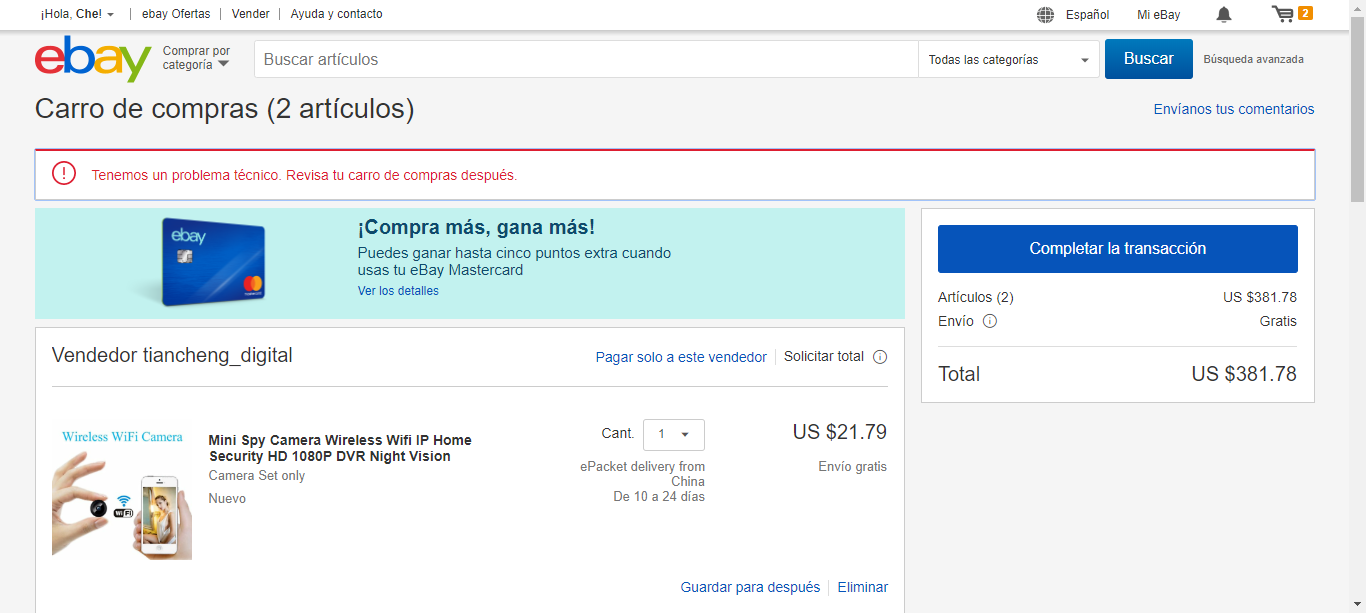 ¡Hola, Che!
ebay Ofertas
Vender
Ayuda y contacto
Español
Mi eBay
2
ebay
Comprar por
categoría
Buscar artículos
Todas las categorías
Buscar
Búsqueda avanzada
Carro de compras (2 artículos)
Envíanos tus comentarios
Tenemos un problema técnico. Revisa tu carro de compras después.
ebay
¡Compra más, gana más!
Puedes ganar hasta cinco puntos extra cuando
usas tu eBay Mastercard
Ver los detalles
Completar la transacción
Artículos (2) US $381.78
Envío Gratis
Total US $381.78
Vendedor tiancheng_digital
Pagar solo a este vendedor
Solicitar total
Wireless WiFi Camera
WiFi
Mini Spy Camera Wireless Wifi IP Home
Security HD 1080P DVR Night Vision
Camera Set only
Nuevo
Cant. 1
ePacket delivery from
China
De 10 a 24 días
US $21.79
Envío gratis
Guardar para después
Eliminar